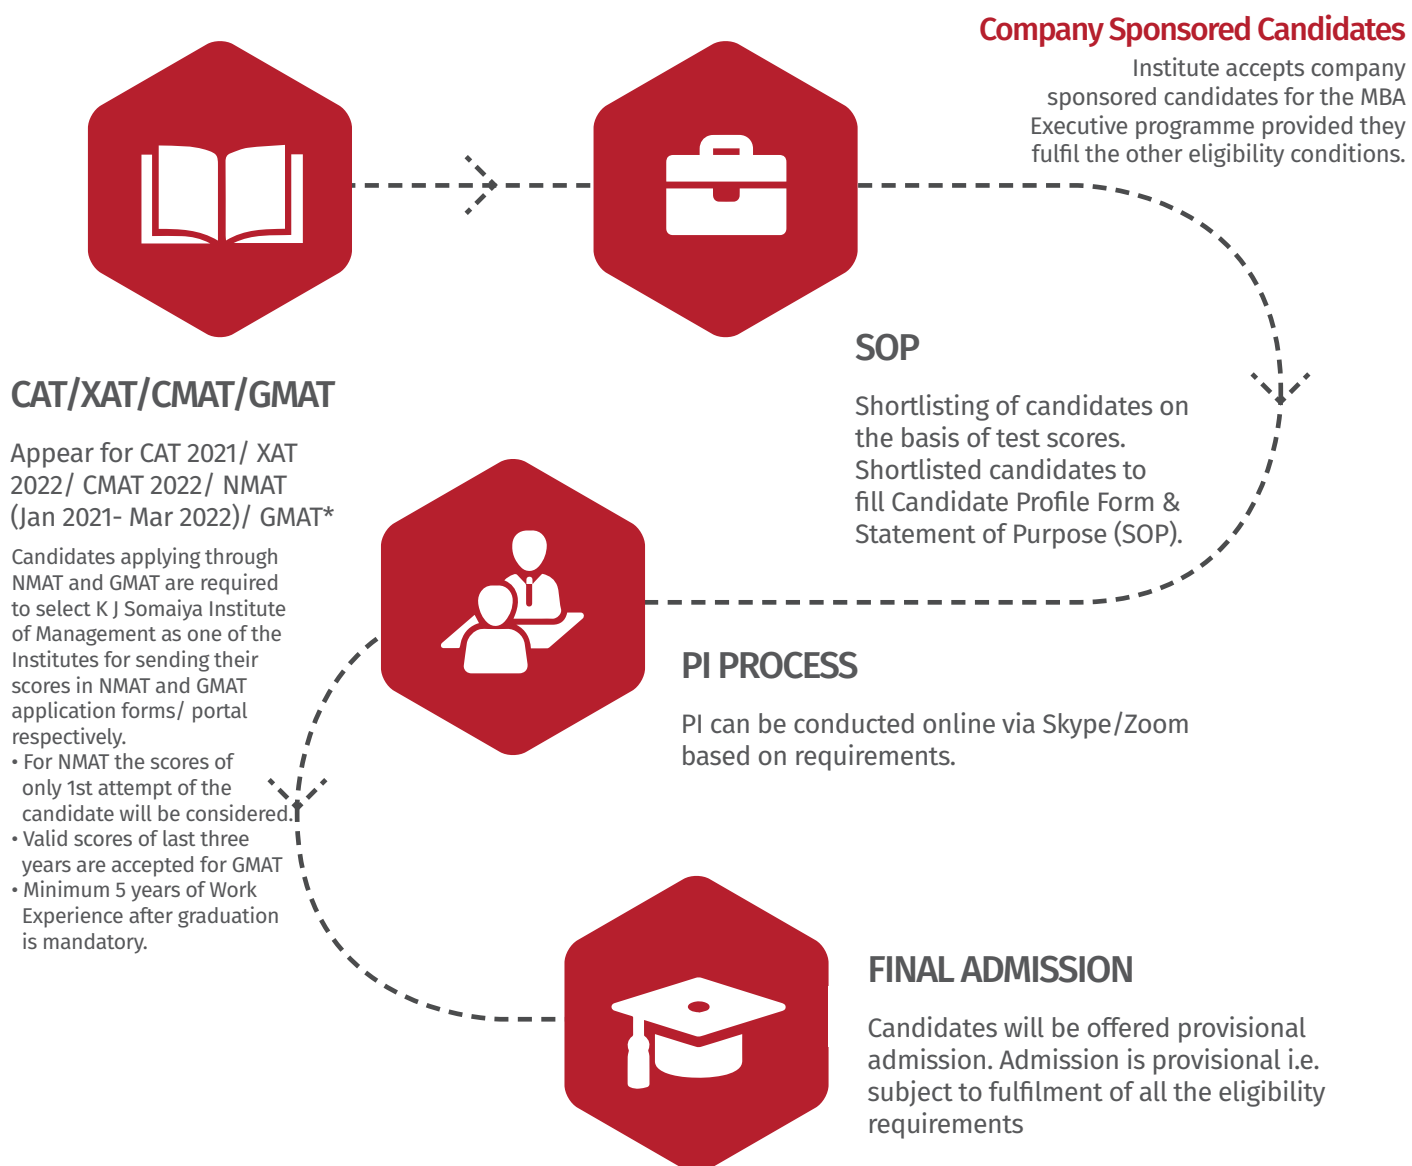 Company Sponsored Candidates
Institute accepts company
sponsored candidates for the MBA
Executive programme provided they
fulfil the other eligibility conditions.
CAT/XAT/CMAT/GMAT
Appear for CAT 2021/ XAT
2022/ CMAT 2022/ NMAT
(Jan 2021- Mar 2022)/ GMAT*
Candidates applying through
NMAT and GMAT are required
to select K J Somaiya Institute
of Management as one of the
Institutes for sending their
scores in NMAT and GMAT
application forms/ portal
respectively.
• For NMAT the scores of
only 1st attempt of the
candidate will be considered.
• Valid scores of last three
years are accepted for GMAT
• Minimum 5 years of Work
Experience after graduation
is mandatory.
SOP
Shortlisting of candidates on
the basis of test scores.
Shortlisted candidates to
fill Candidate Profile Form &
Statement of Purpose (SOP).
PI PROCESS
PI can be conducted online via Skype/Zoom
based on requirements.
FINAL ADMISSION
Candidates will be offered provisional
admission. Admission is provisional i.e.
subject to fulfilment of all the eligibility
requirements